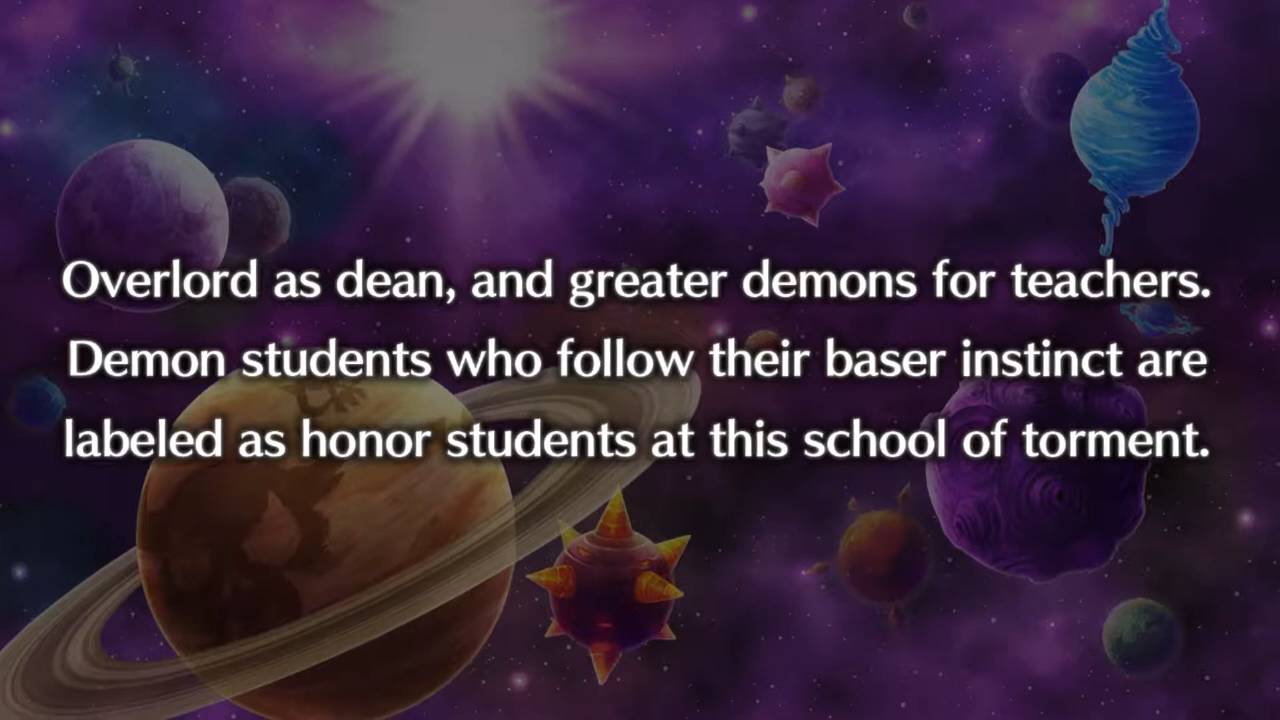 Overlord as dean, and greater demons for teachers.
Demon students who follow their baser instinct are
labeled as honor students at this school of torment.